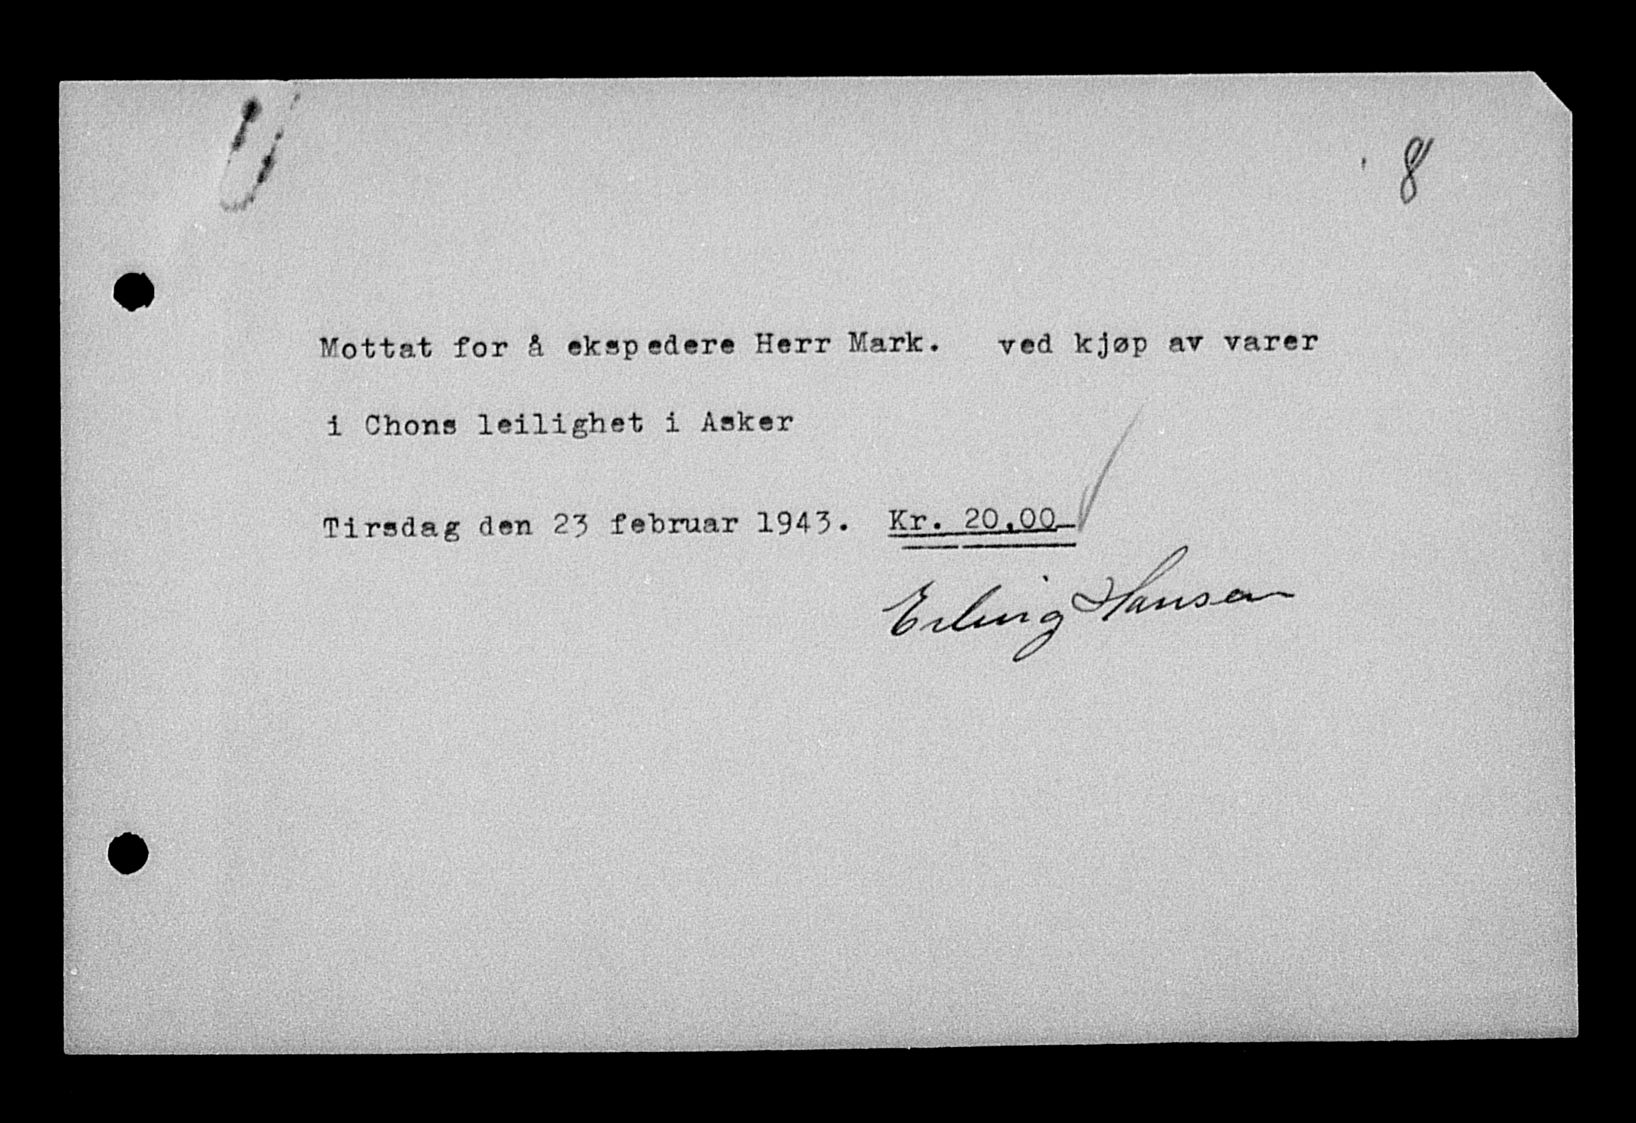 8
Mottat for å ekspedere Herr Mark. ved kjøp av varer
i Chons leilighet i Asker
Tirsdag den 23 februar 1943. Kr. 20,00
Erling Hansen